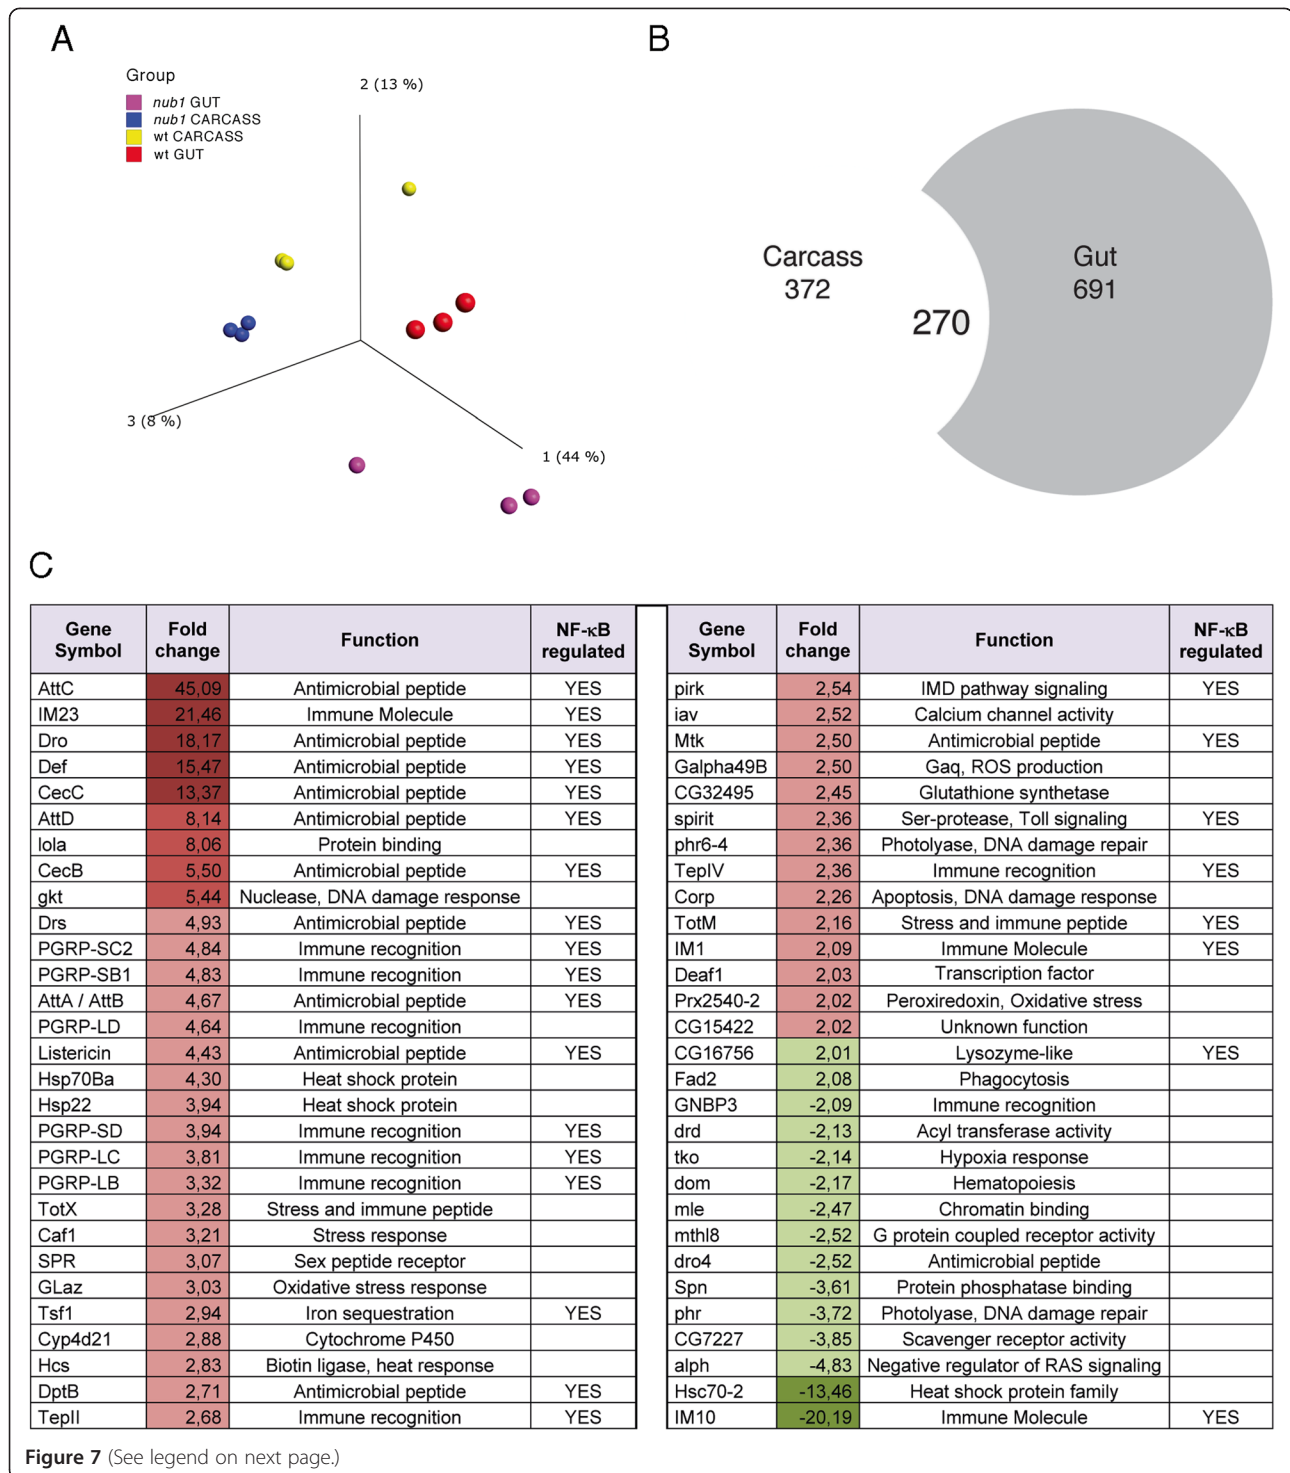 A
Group
nub1 GUT
nub1 CARCASS
wt CARCASS
wt GUT
2 (13 %)
3 (8 %)
1 (44 %)
B
Carcass
372
270
Gut
691
C
Gene Symbol Fold change Function NF-κB regulated
AttC 45,09 Antimicrobial peptide YES
IM23 21,46 Immune Molecule YES
Dro 18,17 Antimicrobial peptide YES
Def 15,47 Antimicrobial peptide YES
CecC 13,37 Antimicrobial peptide YES
AttD 8,14 Antimicrobial peptide YES
lola 8,06 Protein binding
CecB 5,50 Antimicrobial peptide YES
gkt 5,44 Nuclease, DNA damage response
Drs 4,93 Antimicrobial peptide YES
PGRP-SC2 4,84 Immune recognition YES
PGRP-SB1 4,83 Immune recognition YES
AttA / AttB 4,67 Antimicrobial peptide YES
PGRP-LD 4,64 Immune recognition
Listericin 4,43 Antimicrobial peptide YES
Hsp70Ba 4,30 Heat shock protein
Hsp22 3,94 Heat shock protein
PGRP-SD 3,94 Immune recognition YES
PGRP-LC 3,81 Immune recognition YES
PGRP-LB 3,32 Immune recognition YES
TotX 3,28 Stress and immune peptide
Caf1 3,21 Stress response
SPR 3,07 Sex peptide receptor
GLaz 3,03 Oxidative stress response
Tsf1 2,94 Iron sequestration YES
Cyp4d21 2,88 Cytochrome P450
Hcs 2,83 Biotin ligase, heat response
DptB 2,71 Antimicrobial peptide YES
TepII 2,68 Immune recognition YES
Gene Symbol Fold change Function NF-κB regulated
pirk 2,54 IMD pathway signaling YES
iav 2,52 Calcium channel activity
Mtk 2,50 Antimicrobial peptide YES
Galpha49B 2,50 Gaq, ROS production
CG32495 2,45 Glutathione synthetase
spirit 2,36 Ser-protease, Toll signaling YES
phr6-4 2,36 Photolyase, DNA damage repair
TepIV 2,36 Immune recognition YES
Corp 2,26 Apoptosis, DNA damage response
TotM 2,16 Stress and immune peptide YES
IM1 2,09 Immune Molecule YES
Deaf1 2,03 Transcription factor
Prx2540-2 2,02 Peroxiredoxin, Oxidative stress
CG15422 2,02 Unknown function
CG16756 2,01 Lysozyme-like YES
Fad2 2,08 Phagocytosis
GNBP3 -2,09 Immune recognition
drd -2,13 Acyl transferase activity
tko -2,14 Hypoxia response
dom -2,17 Hematopoiesis
mle -2,47 Chromatin binding
mthl8 -2,52 G protein coupled receptor activity
dro4 -2,52 Antimicrobial peptide
Spn -3,61 Protein phosphatase binding
phr -3,72 Photolyase, DNA damage repair
CG7227 -3,85 Scavenger receptor activity
alph -4,83 Negative regulator of RAS signaling
Hsc70-2 -13,46 Heat shock protein family
IM10 -20,19 Immune Molecule YES
Figure 7 (See legend on next page.)